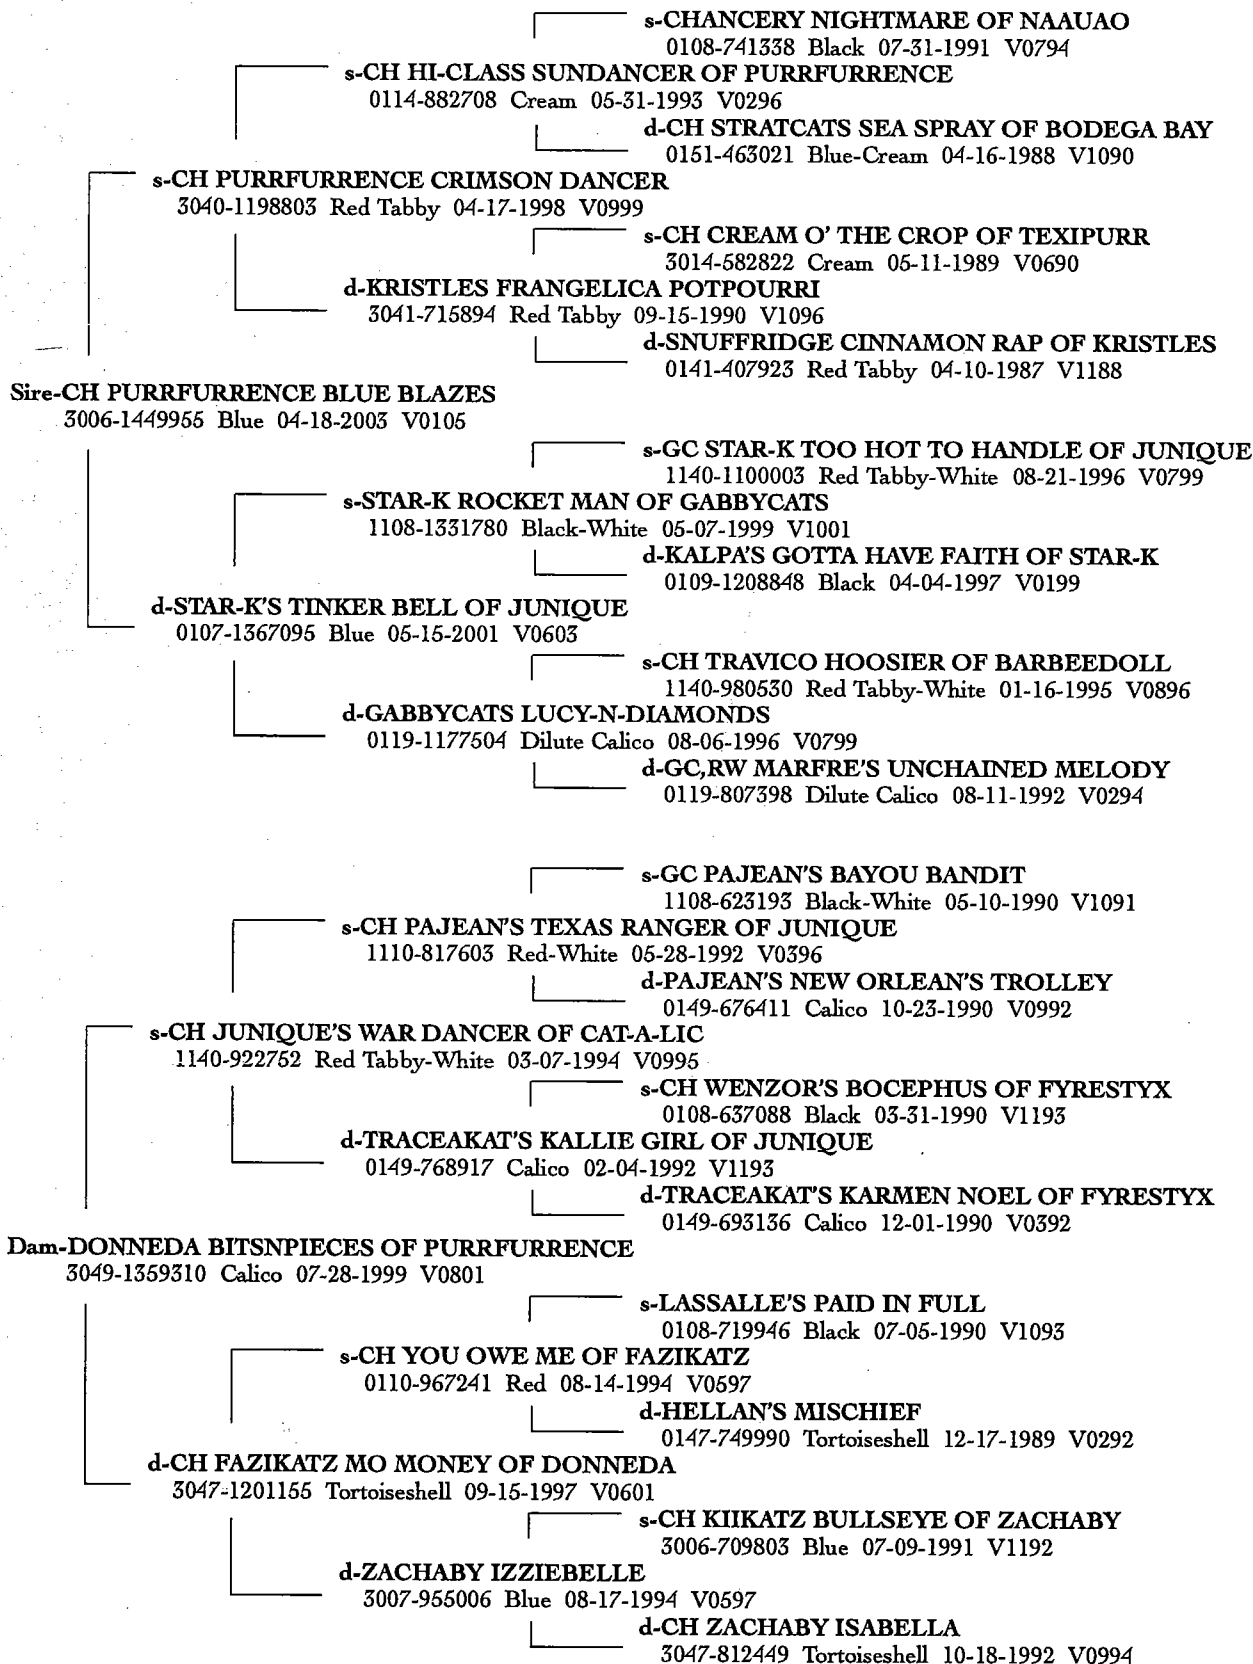 s-CHANCERY NIGHTMARE OF NAAUAO
0108-741338 Black 07-31-1991 V0794
s-CH HI-CLASS SUNDANCER OF PURRFURRENCE
0114-882708 Cream 05-31-1993 V0296
d-CH STRATCATS SEA SPRAY OF BODEGA BAY
0151-463021 Blue-Cream 04-16-1988 V1090
s-CH PURRFURRENCE CRIMSON DANCER
3040-1198803 Red Tabby 04-17-1998 V0999
s-CH CREAM O' THE CROP OF TEXIPURR
3014-582822 Cream 05-11-1989 V0690
d-KRISTLES FRANGELICA POTPOURRI
3041-715894 Red Tabby 09-15-1990 V1096
d-SNUFFRIDGE CINNAMON RAP OF KRISTLES
0141-407923 Red Tabby 04-10-1987 V1188
Sire-CH PURRFURRENCE BLUE BLAZES
3006-1449955 Blue 04-18-2003 V0105
s-GC STAR-K TOO HOT TO HANDLE OF JUNIQUE
1140-1100003 Red Tabby-White 08-21-1996 V0799
s-STAR-K ROCKET MAN OF GABBYCATS
1108-1331780 Black-White 05-07-1999 V1001
d-KALPA'S GOTTA HAVE FAITH OF STAR-K
0109-1208848 Black 04-04-1997 V0199
d-STAR-K'S TINKER BELL OF JUNIQUE
0107-1367095 Blue 05-15-2001 V0603
s-CH TRAVICO HOOSIER OF BARBEEDOLL
1140-980530 Red Tabby-White 01-16-1995 V0896
d-GABBYCATS LUCY-N-DIAMONDS
0119-1177504 Dilute Calico 08-06-1996 V0799
d-GC,RW MARFRE'S UNCHAINED MELODY
0119-807398 Dilute Calico 08-11-1992 V0294
s-GC PAJEAN'S BAYOU BANDIT
1108-623193 Black-White 05-10-1990 V1091
s-CH PAJEAN'S TEXAS RANGER OF JUNIQUE
1110-817603 Red-White 05-28-1992 V0396
d-PAJEAN'S NEW ORLEAN'S TROLLEY
0149-676411 Calico 10-23-1990 V0992
s-CH JUNIQUE'S WAR DANCER OF CAT-A-LIC
1140-922752 Red Tabby-White 03-07-1994 V0995
s-CH WENZOR'S BOCEPHUS OF FYRESTYX
0108-637088 Black 03-31-1990 V1193
d-TRACEAKAT'S KALLIE GIRL OF JUNIQUE
0149-768917 Calico 02-04-1992 V1193
d-TRACEAKAT'S KARMEN NOEL OF FYRESTYX
0149-693136 Calico 12-01-1990 V0392
Dam-DONNEDA BITSNPIECES OF PURRFURRENCE
3049-1359310 Calico 07-28-1999 V0801
s-LASSALLE'S PAID IN FULL
0108-719946 Black 07-05-1990 V1093
s-CH YOU OWE ME OF FAZIKATZ
0110-967241 Red 08-14-1994 V0597
d-HELLAN'S MISCHIEF
0147-749990 Tortoiseshell 12-17-1989 V0292
d-CH FAZIKATZ MO MONEY OF DONNEDA
3047-1201155 Tortoiseshell 09-15-1997 V0601
s-CH KIIKATZ BULLSEYE OF ZACHABY
3006-709803 Blue 07-09-1991 V1192
d-ZACHABY IZZIEBELLE
3007-955006 Blue 08-17-1994 V0597
d-CH ZACHABY ISABELLA
3047-812449 Tortoiseshell 10-18-1992 V0994